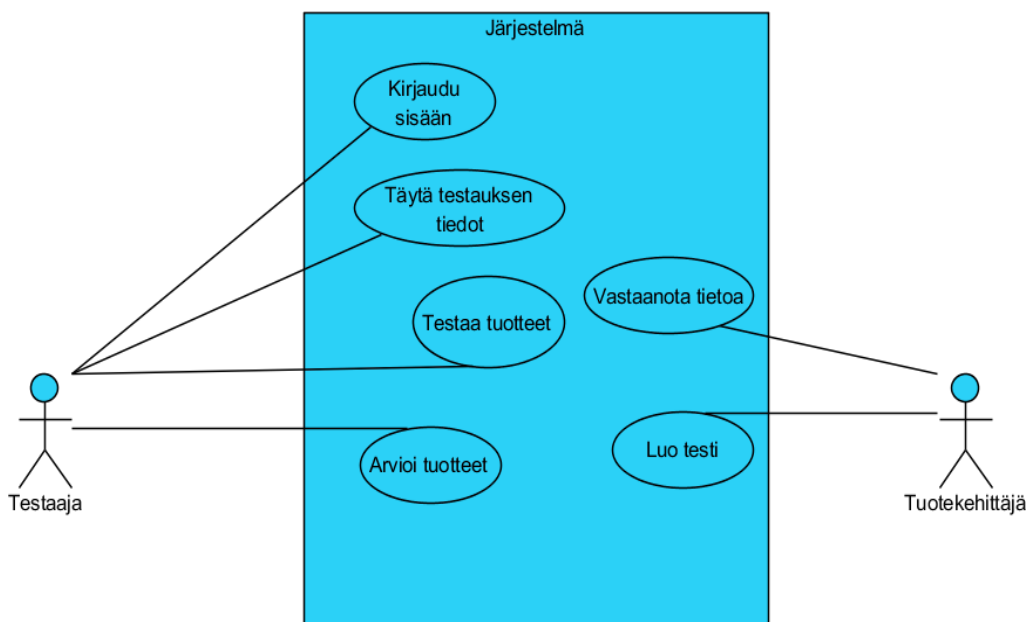 Järjestelmä
Kirjaudu
sisään
Täytä testauksen
tiedot
Vastaanota tietoa
Testaa tuotteet
Luo testi
Arvioi tuotteet
Testaaja
Tuotekehittäjä